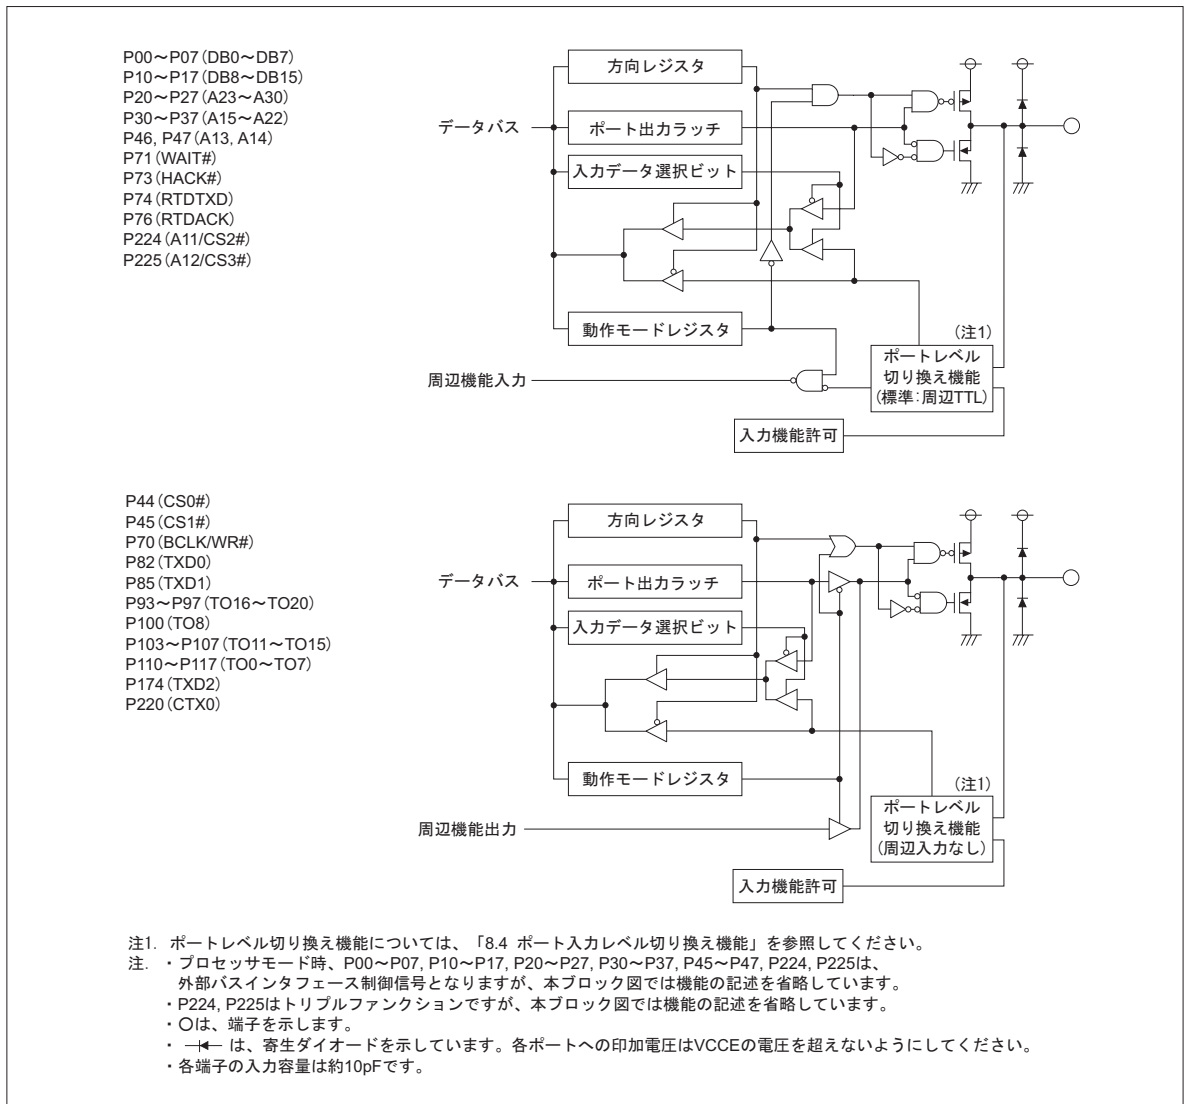 P00～P07(DB0～DB7)
P10～P17(DB8～DB15)
P20～P27(A23～A30)
P30～P37(A15～A22)
P46, P47(A13, A14)
P71(WAIT#)
P73(HACK#)
P74(RTDTXD)
P76(RTDACK)
P224(A11/CS2#)
P225(A12/CS3#)
方向レジスタ
データバス
ポート出力ラッチ
入力データ選択ビット
動作モードレジスタ
(注1)
ポートレベル
切り換え機能
(標準：周辺TTL)
周辺機能入力
入力機能許可
P44(CS0#)
P45(CS1#)
P70(BCLK/WR#)
P82(TXD0)
P85(TXD1)
P93～P97(TO16～TO20)
P100(TO8)
P103～P107(TO11～TO15)
P110～P117(TO0～TO7)
P174(TXD2)
P220(CTX0)
方向レジスタ
データバス
ポート出力ラッチ
入力データ選択ビット
動作モードレジスタ
(注1)
ポートレベル
切り換え機能
(周辺入力なし)
周辺機能出力
入力機能許可
注1. ポートレベル切り換え機能については、「8.4 ポート入力レベル切り換え機能」を参照してください。
注. ・プロセッサモード時、P00～P07, P10～P17, P20～P27, P30～P37, P45～P47, P224, P225は、
外部バスインタフェース制御信号となりますが、本ブロック図では機能の記述を省略しています。
・P224, P225はトリプルファンクションですが、本ブロック図では機能の記述を省略しています。
・○は、端子を示します。
・ は、寄生ダイオードを示しています。各ポートへの印加電圧はVCCEの電圧を超えないようにしてください。
・各端子の入力容量は約10pFです。